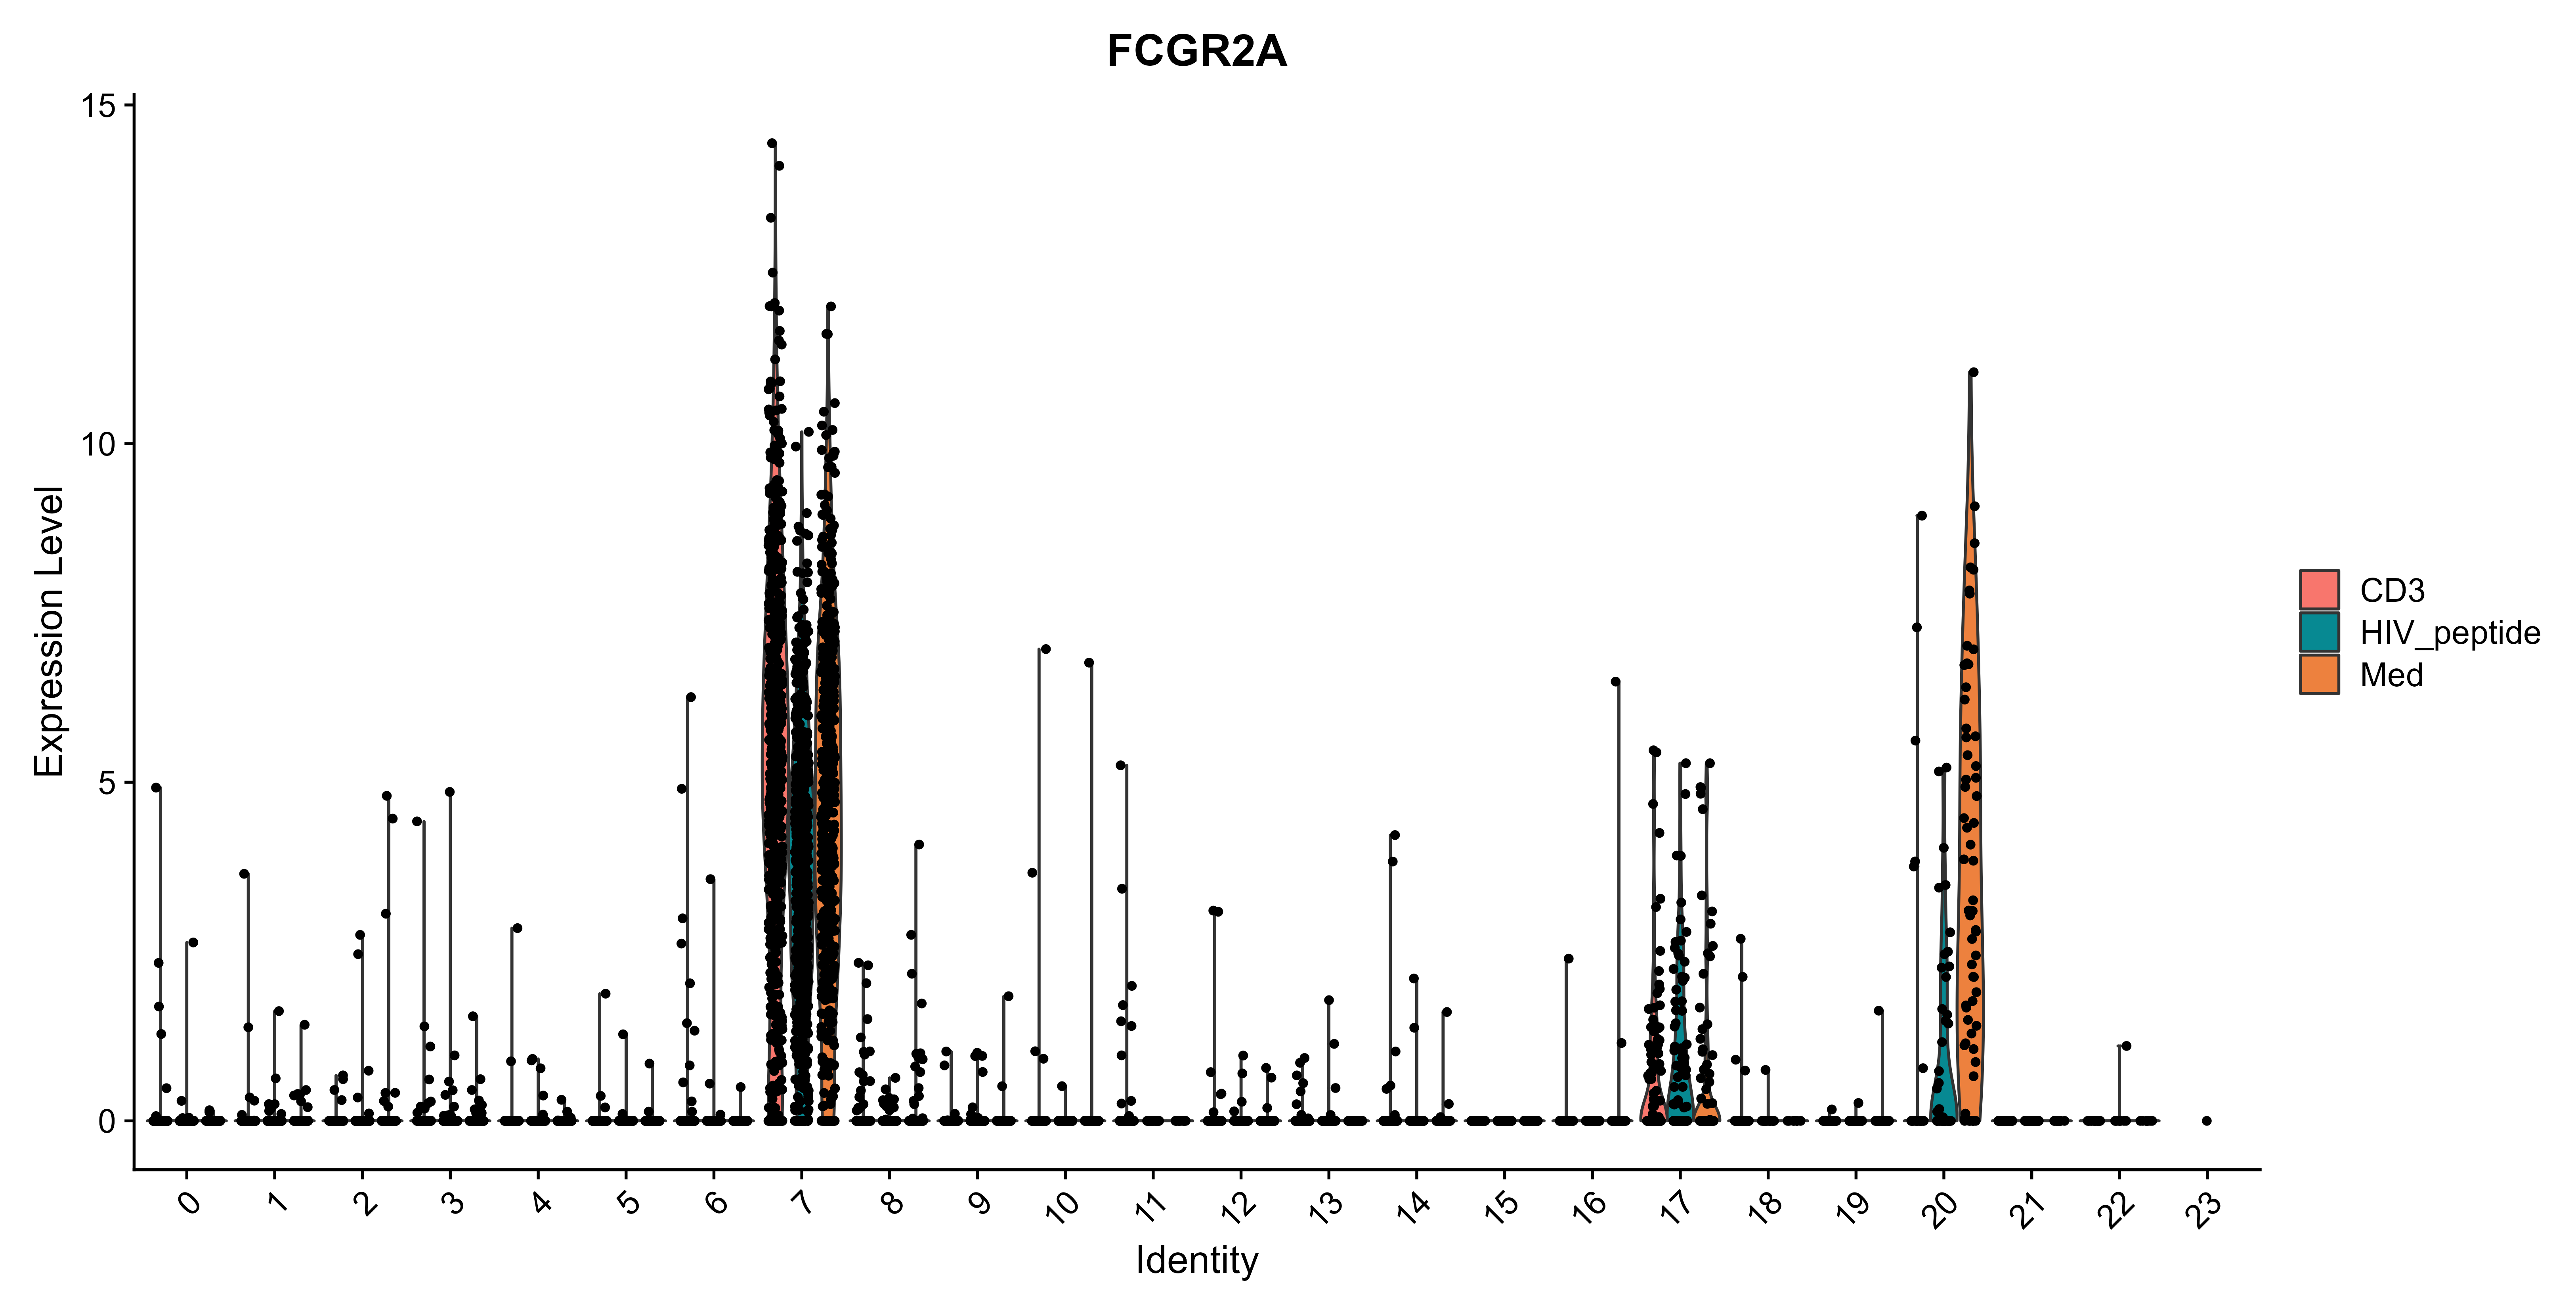 FCGR2A
15
10
5
0
Expression Level
0 1 2 3 4 5 6 7 8 9 10 11 12 13 14 15 16 17 18 19 20 21 22 23
Identity
CD3
HIV_peptide
Med